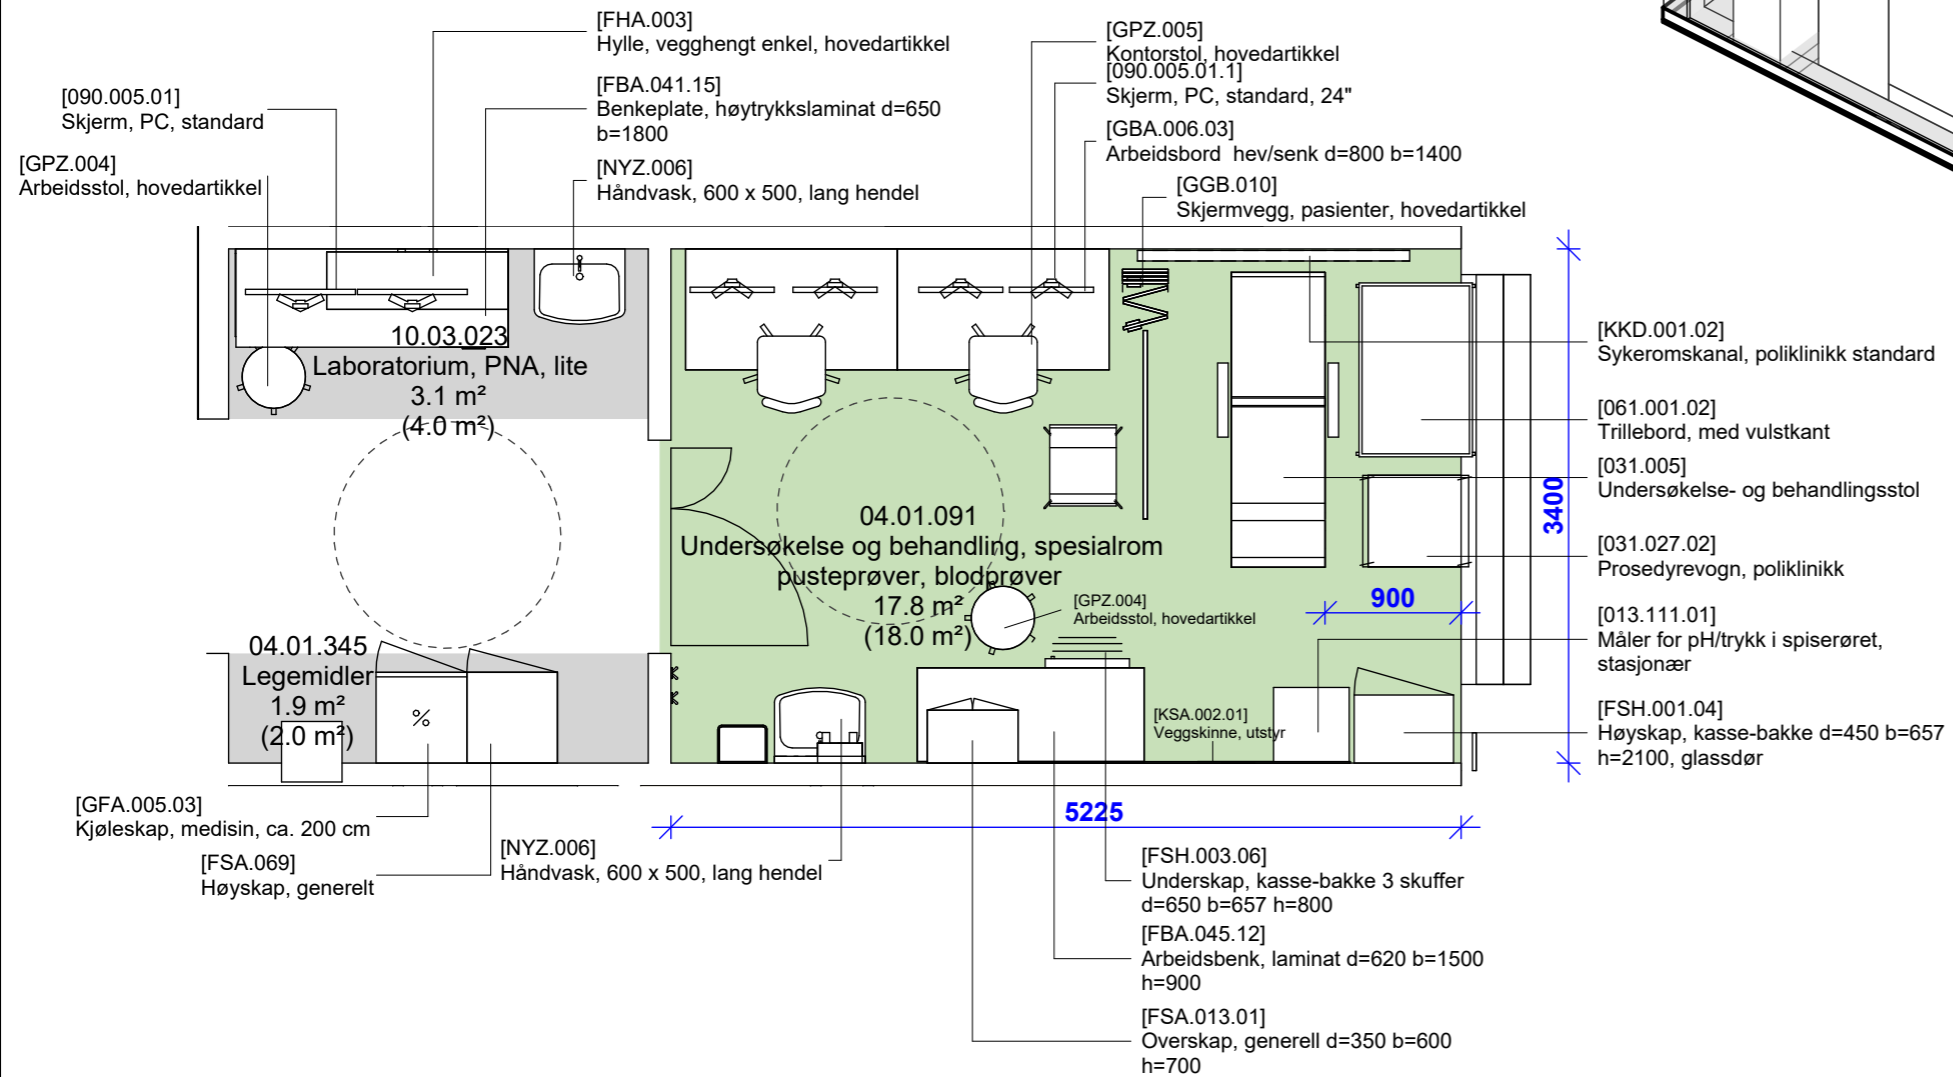 [FHA.003]
Hylle, vegghengt enkel, hovedartikkel
[FBA.041.15]
Benkeplate, høytrykkslaminat d=650
b=1800
[NYZ.006]
Håndvask, 600 x 500, lang hendel
[090.005.01]
Skjerm, PC, standard
[GPZ.004]
Arbeidsstol, hovedartikkel
[GPZ.005]
Kontorstol, hovedartikkel
[090.005.01.1]
Skjerm, PC, standard, 24"
[GBA.006.03]
Arbeidsbord  hev/senk d=800 b=1400
[GGB.010]
Skjermvegg, pasienter, hovedartikkel
10.03.023
Laboratorium, PNA, lite
3.1 m²
(4.0 m²)
04.01.091
Undersøkelse og behandling, spesialrom
pusteprøver, blodprøver
17.8 m²
(18.0 m²)
[GPZ.004]
Arbeidsstol, hovedartikkel
04.01.345
Legemidler
1.9 m²
(2.0 m²)
%
[KSA.002.01]
Veggskinne, utstyr
900
3400
5225
[KKD.001.02]
Sykeromskanal, poliklinikk standard
[061.001.02]
Trillebord, med vulstkant
[031.005]
Undersøkelse- og behandlingsstol
[031.027.02]
Prosedyrevogn, poliklinikk
[013.111.01]
Måler for pH/trykk i spiserøret,
stasjonær
[FSH.001.04]
Høyskap, kasse-bakke d=450 b=657
h=2100, glassdør
[GFA.005.03]
Kjøleskap, medisin, ca. 200 cm
[FSA.069]
Høyskap, generelt
[NYZ.006]
Håndvask, 600 x 500, lang hendel
[FSH.003.06]
Underskap, kasse-bakke 3 skuffer
d=650 b=657 h=800
[FBA.045.12]
Arbeidsbenk, laminat d=620 b=1500
h=900
[FSA.013.01]
Overskap, generell d=350 b=600
h=700